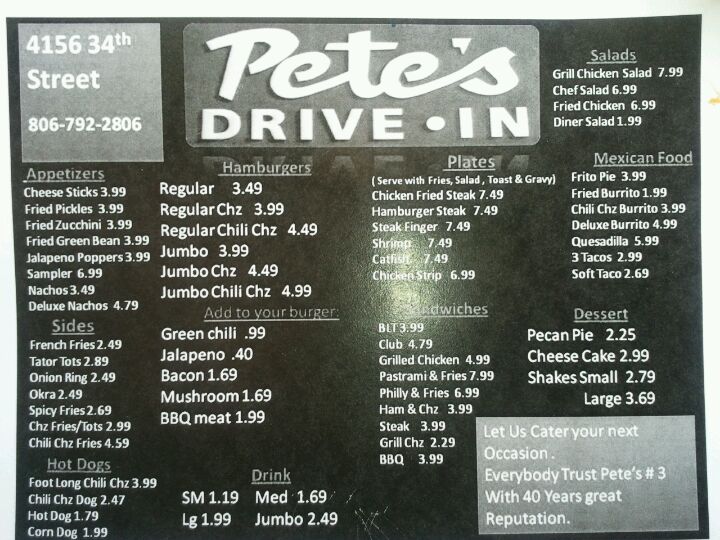 4156 34th
Street
806-792-2806
Pete's
DRIVE • IN
Salads
Grill Chicken Salad 7.99
Chef Salad 6.99
Fried Chicken 6.99
Diner Salad 1.99
Appetizers
Cheese Sticks 3.99
Fried Pickles 3.99
Fried Zucchini 3.99
Fried Green Bean 3.99
Jalapeno Poppers 3.99
Sampler 6.99
Nachos 3.49
Deluxe Nachos 4.79
Sides
French Fries 2.49
Tator Tots 2.89
Onion Ring 2.49
Okra 2.49
Spicy Fries 2.69
Chz Fries/Tots 2.99
Chili Chz Fries 4.59
Hot Dogs
Foot Long Chili Chz 3.99
Chili Chz Dog 2.47
Hot Dog 1.79
Corn Dog 1.99
Hamburgers
Regular 3.49
Regular Chz 3.99
Regular Chili Chz 4.49
Jumbo 3.99
Jumbo Chz 4.49
Jumbo Chili Chz 4.99
Add to your burger:
Green chili .99
Jalapeno .40
Bacon 1.69
Mushroom 1.69
BBQ meat 1.99
Drink
SM 1.19 Med 1.69
Lg 1.99 Jumbo 2.49
Plates
( Serve with Fries, Salad , Toast & Gravy)
Chicken Fried Steak 7.49
Hamburger Steak 7.49
Steak Finger 7.49
Shrimp 7.49
Catfish 7.49
Chicken Strip 6.99
Sandwiches
BLT 3.99
Club 4.79
Grilled Chicken 4.99
Pastrami & Fries 7.99
Philly & Fries 6.99
Ham & Chz 3.99
Steak 3.99
Grill Chz 2.29
BBQ 3.99
Mexican Food
Frito Pie 3.99
Fried Burrito 1.99
Chili Chz Burrito 3.99
Deluxe Burrito 4.99
Quesadilla 5.99
3 Tacos 2.99
Soft Taco 2.69
Dessert
Pecan Pie 2.25
Cheese Cake 2.99
Shakes Small 2.79
Large 3.69
Let Us Cater your next
Occasion .
Everybody Trust Pete's # 3
With 40 Years great
Reputation.